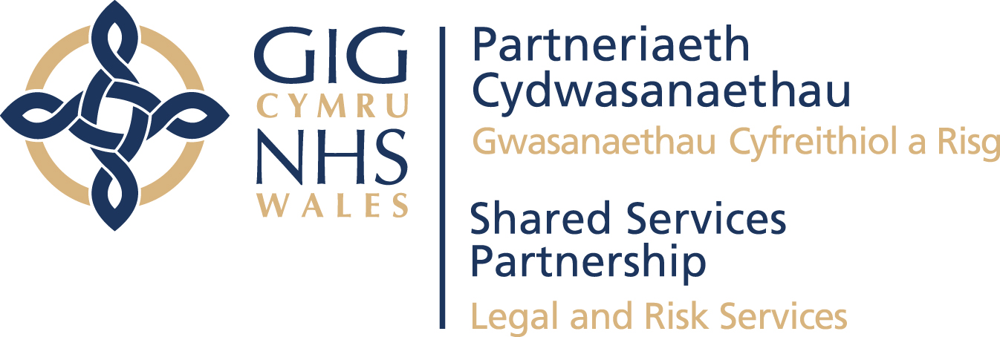 GIG
CYMRU
NHS
WALES
Partneriaeth
Cydwasanaethau
Gwasanaethau Cyfreithiol a Risg
Shared Services
Partnership
Legal and Risk Services